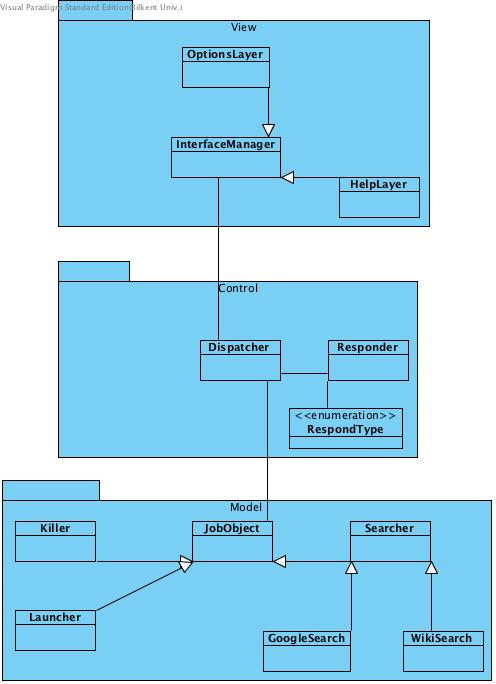 Visual Paradigm Standard Edition(Bilkent Univ.)
View
OptionsLayer
InterfaceManager
HelpLayer
Control
Dispatcher
Responder
<<enumeration>>
RespondType
Model
Killer
JobObject
Searcher
Launcher
GoogleSearch
WikiSearch